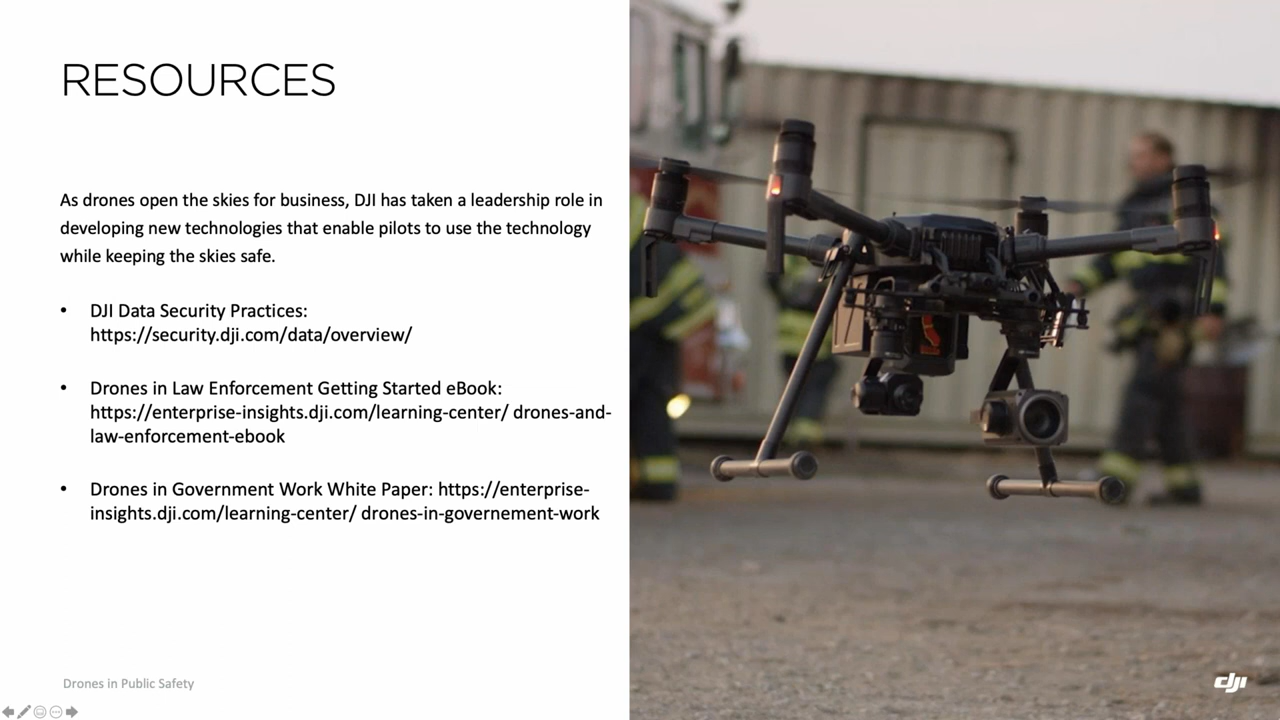 RESOURCES
As drones open the skies for business, DJI has taken a leadership role in
developing new technologies that enable pilots to use the technology
while keeping the skies safe.
• DJI Data Security Practices:
https://security.dji.com/data/overview/
• Drones in Law Enforcement Getting Started eBook:
https://enterprise-insights.dji.com/learning-center/ drones-and-
law-enforcement-ebook
• Drones in Government Work White Paper: https://enterprise-
insights.dji.com/learning-center/ drones-in-governement-work
Drones in Public Safety
dji